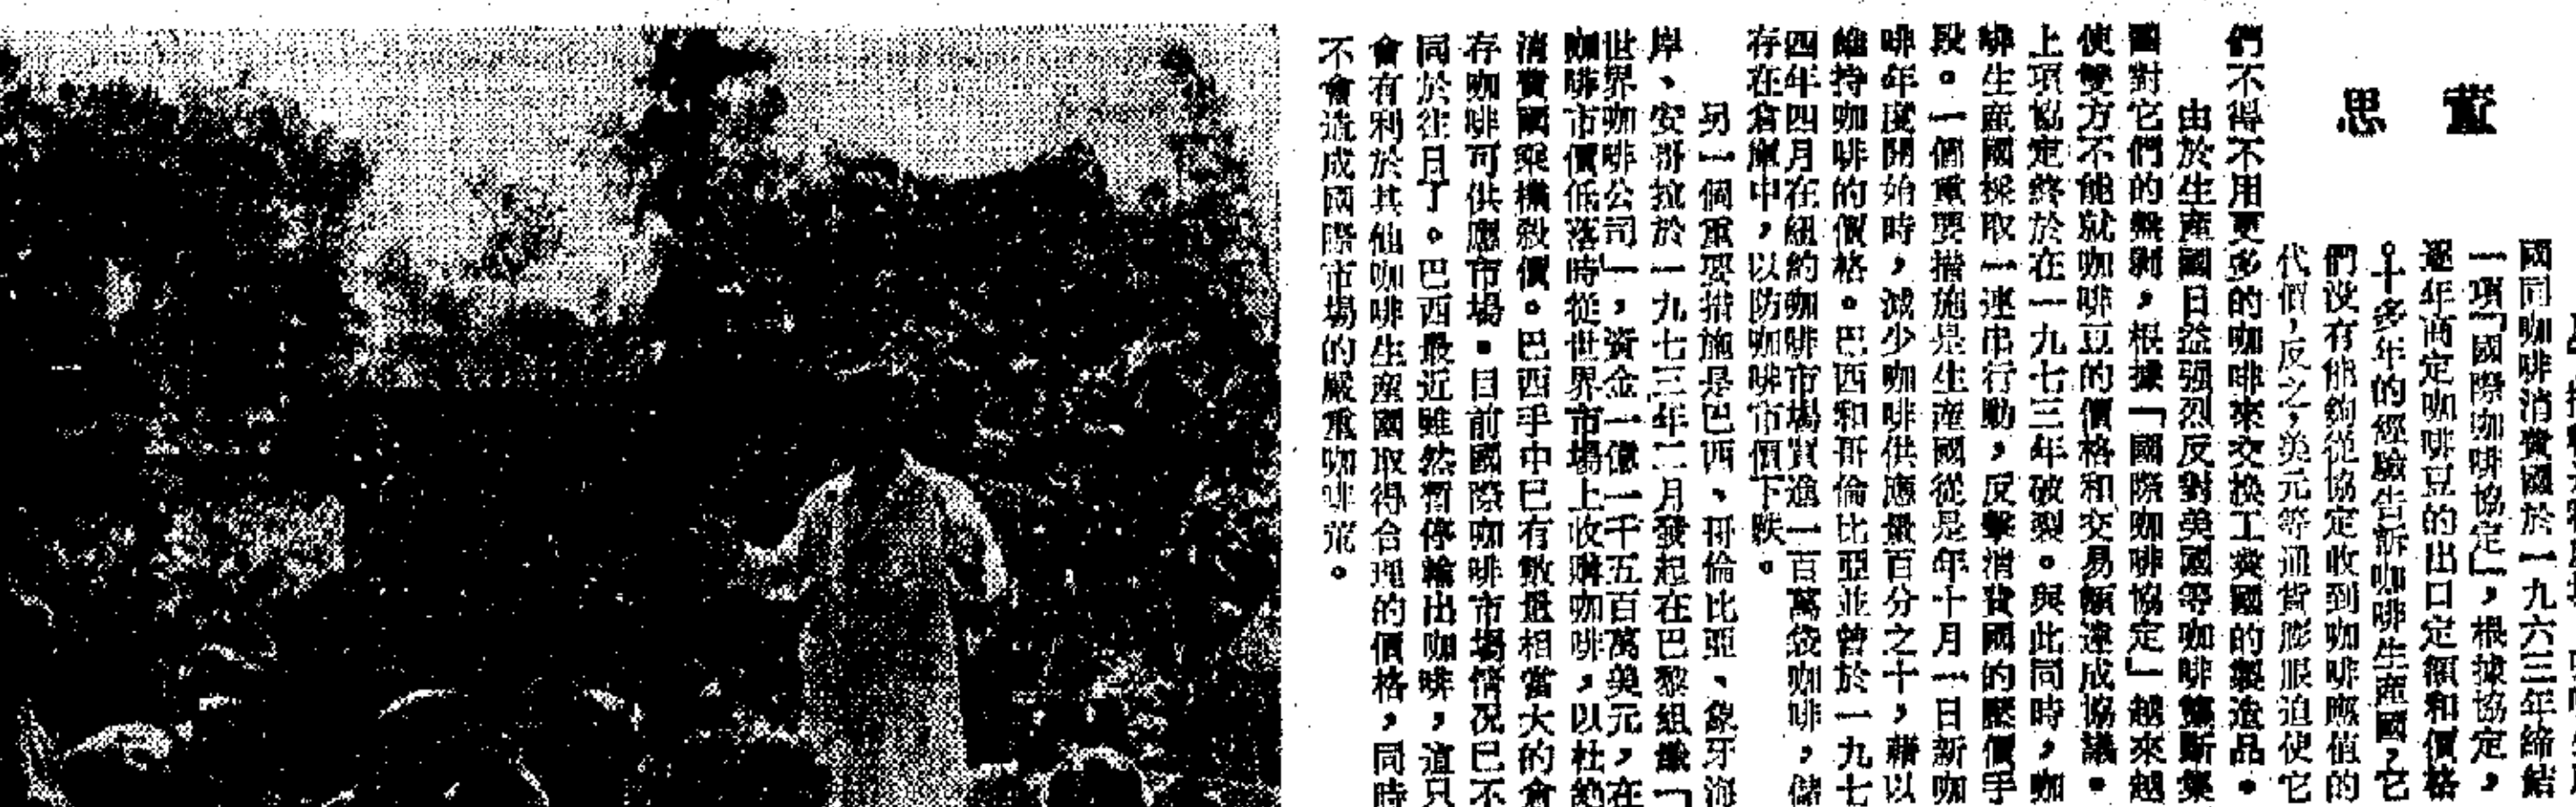 董思
國同咖啡消費國於一九六三年締結
一項「國際咖啡協定」,根據協定,
逐年商定咖啡豆的出口定額和價格
。十多年的經驗告訴咖啡生產國,它
們沒有能夠從協定收到咖啡應值的
代價,反之,美元等通貨膨脹迫使它
們不得不用更多的咖啡來交換工業國的製造品。
由於生產國日益强烈反對美國等咖啡壟斷集
團對它們的盤剝,根據「國際咖啡協定」越來越
使雙方不能就咖啡豆的價格和交易額達成協議。
上項協定終於在一九七三年破裂。與此同時,咖
啡生產國採取一連串行動,反擊消費國的壓價手
段。一個重要措施是生產國從是年十月一日新咖
啡年度開始時,減少咖啡供應量百分之十,藉以
維持咖啡的價格。巴西和哥倫比亞並曾於一九七
四年四月在紐約咖啡市場買進一百萬袋咖啡,儲
存在倉庫中,以防咖啡市價下跌。
另一個重要措施是巴西、哥倫比亞、象牙海
岸、安哥拉於一九七三年二月發起在巴黎組織「
世界咖啡公司」,資金一億一千五百萬美元,在
咖啡市價低落時從世界市場上收購咖啡,以杜絕
消費國乘機殺價。巴西手中已有數量相當大的倉
存咖啡可供應市場。目前國際咖啡市場情况已不
同於往日了。巴西最近雖然暫停輸出咖啡,這只
會有利於其他咖啡生產國取得合理的價格,同時
不會造成國際市場的嚴重咖啡荒。